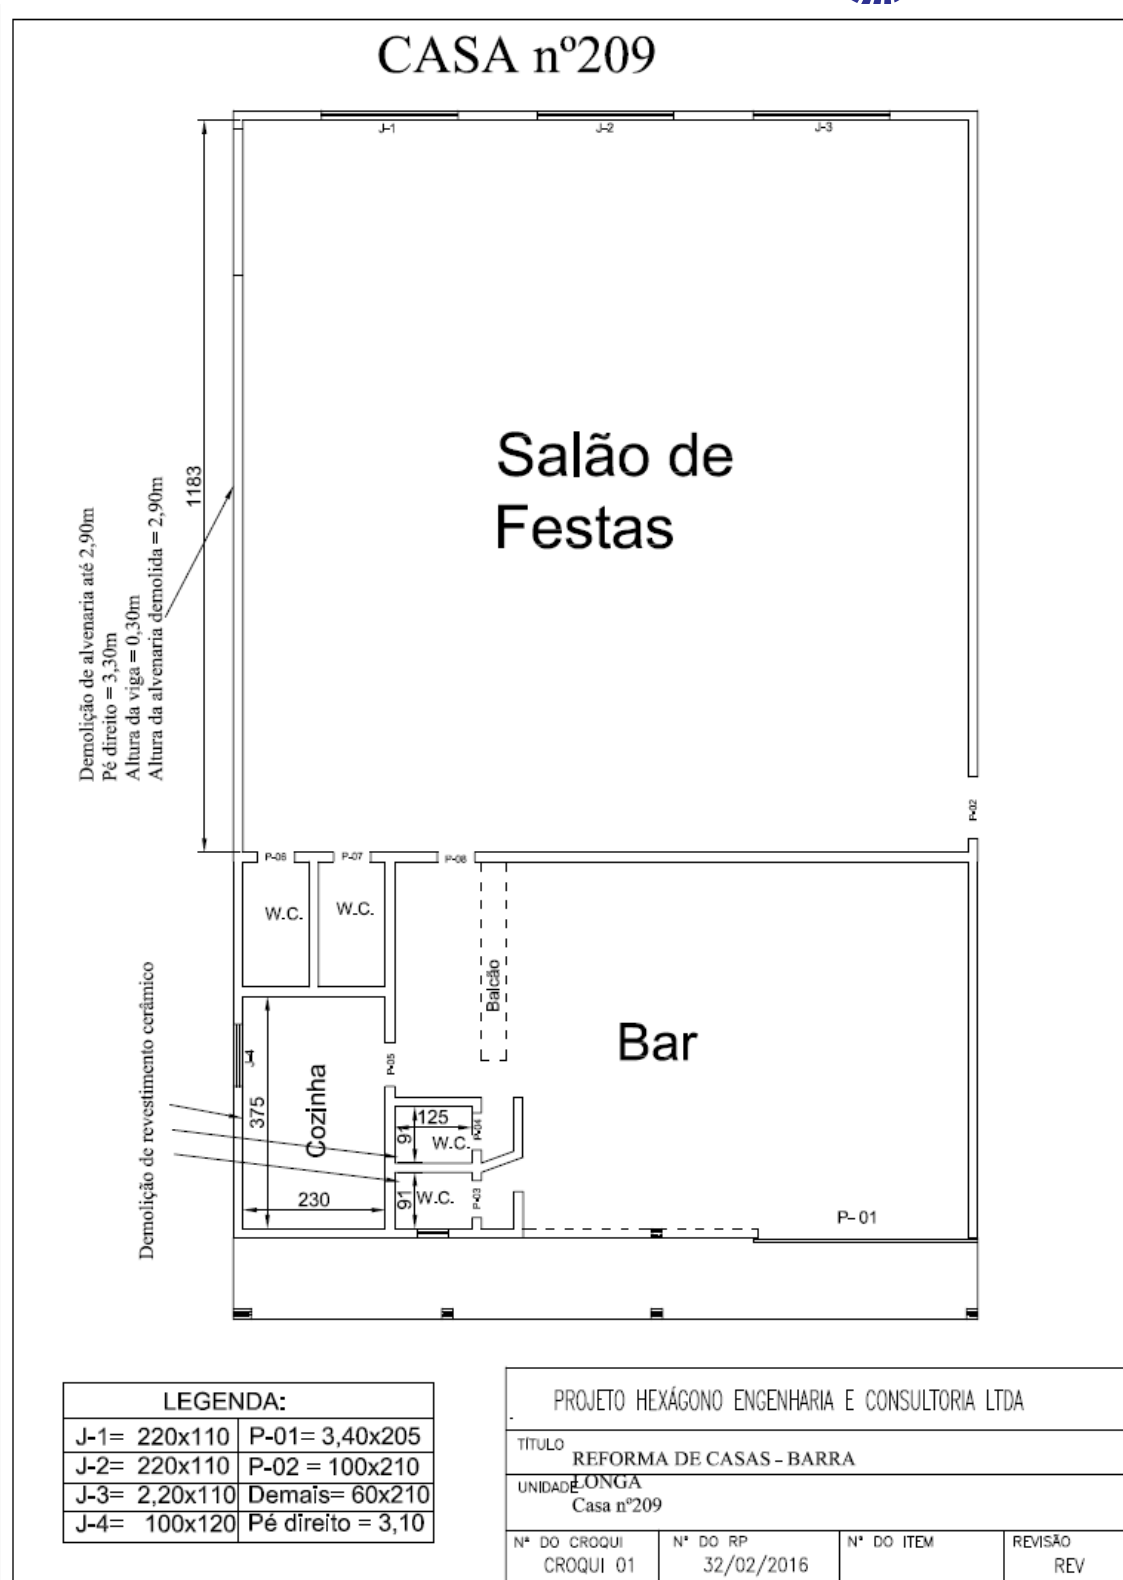 CASA nº209
J-1
J-2
J-3
Salão de
Festas
1183
Demolição de alvenaria até 2,90m
Pé direito = 3,30m
Altura da viga = 0,30m
Altura da alvenaria demolida = 2,90m
P-02
P-06
P-07
P-08
W.C.
W.C.
Balcão
Bar
Demolição de revestimento cerâmico
J-4
P-05
375
Cozinha
230
125
91
W.C.
P-04
91
W.C.
P-03
P-01
LEGENDA:
J-1= 220x110 P-01= 3,40x205
J-2= 220x110 P-02 = 100x210
J-3= 2,20x110 Demais= 60x210
J-4= 100x120 Pé direito = 3,10
PROJETO HEXÁGONO ENGENHARIA E CONSULTORIA LTDA
TÍTULO
REFORMA DE CASAS - BARRA
LONGA
UNIDADE
Casa nº209
Nº DO CROQUI Nº DO RP Nº DO ITEM REVISÃO
CROQUI 01 32/02/2016 REV